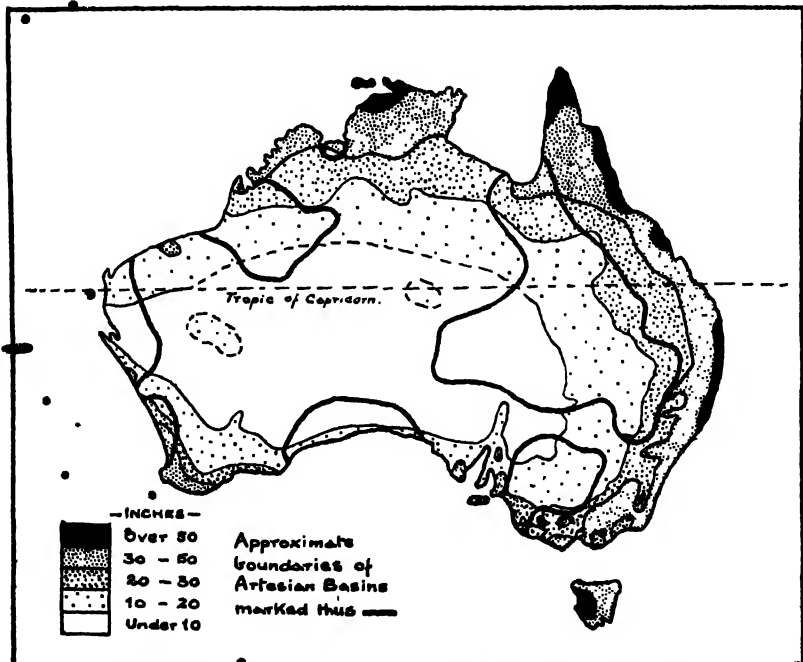 Tropic of Capricorn.
— INCHES —
Over 50
30 – 50
20 – 30
10 – 20
Under 10
Approximate
boundaries of
Artesian Basins
marked thus —